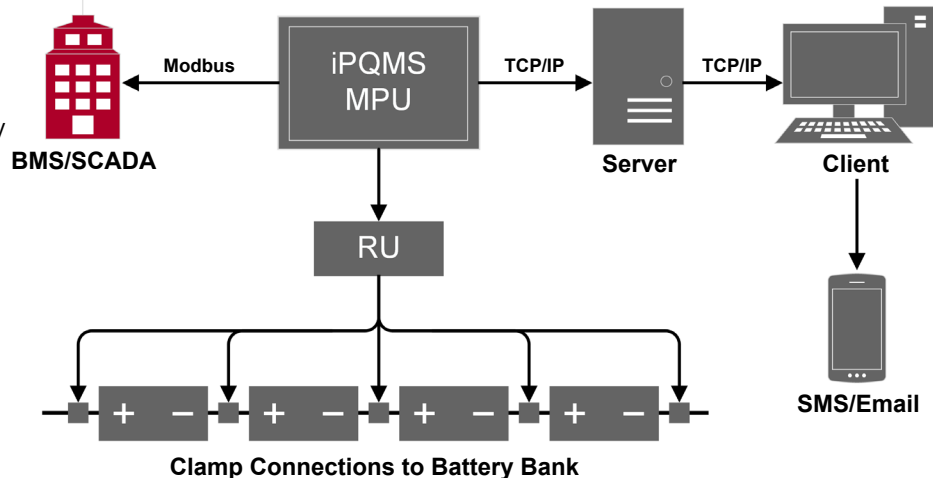 iPQMS
MPU
Modbus
TCP/IP
TCP/IP
y
BMS/SCADA
Server
Client
RU
+ − + − + − + −
SMS/Email
Clamp Connections to Battery Bank